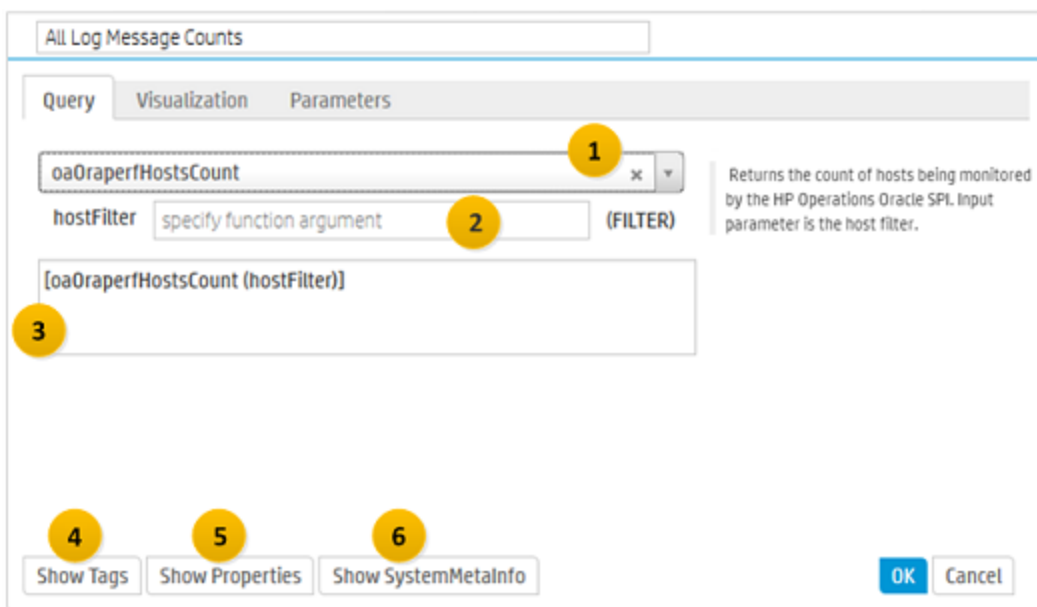 All Log Message Counts
Query Visualization Parameters
1
oaOraperfHostsCount
Returns the count of hosts being monitored
by the HP Operations Oracle SPI. Input
parameter is the host filter.
hostFilter specify function argument 2 (FILTER)
[oaOraperfHostsCount (hostFilter)]
3
4 5 6
Show Tags Show Properties Show SystemMetaInfo OK Cancel